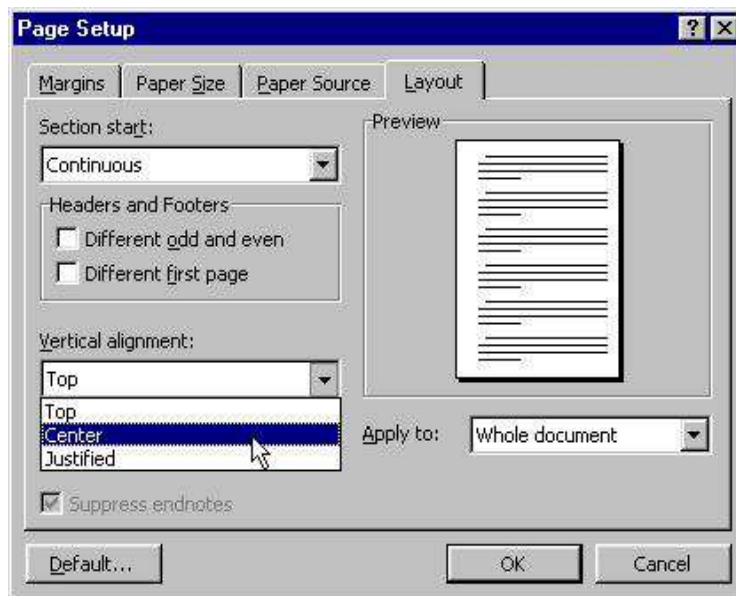 Page Setup
Margins Paper Size Paper Source Layout
Section start:
Continuous
Headers and Footers
Different odd and even
Different first page
Vertical alignment:
Top
Top
Center
Justified
Suppress endnotes
Preview
Apply to: Whole document
Default... OK Cancel